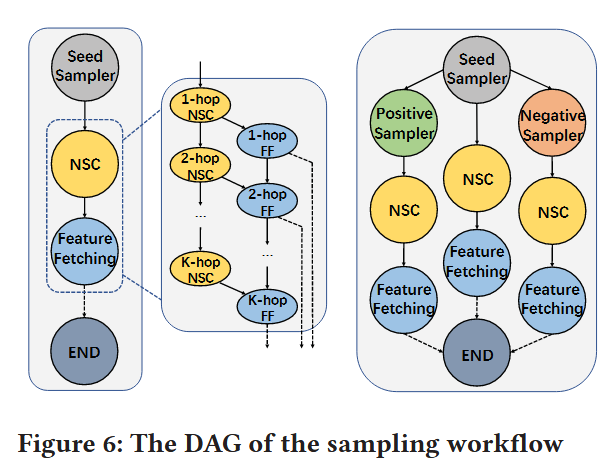 Seed
Sampler
NSC
Feature
Fetching
END
1-hop
NSC
1-hop
FF
2-hop
NSC
2-hop
FF
...
...
K-hop
NSC
K-hop
FF
Seed
Sampler
Positive
Sampler
Negative
Sampler
NSC
NSC
NSC
Feature
Fetching
Feature
Fetching
Feature
Fetching
END
Figure 6: The DAG of the sampling workflow